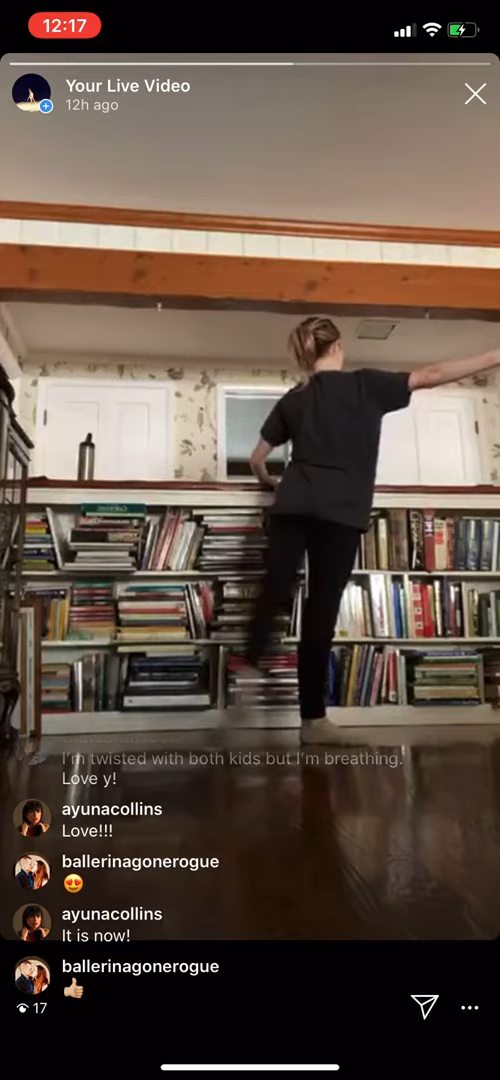 12:17
Your Live Video
12h ago
I'm twisted with both kids but I'm breathing.
Love y!
ayunacollins
Love!!!
ballerinagonerogue
😍
ayunacollins
It is now!
ballerinagonerogue
👍🏼
17